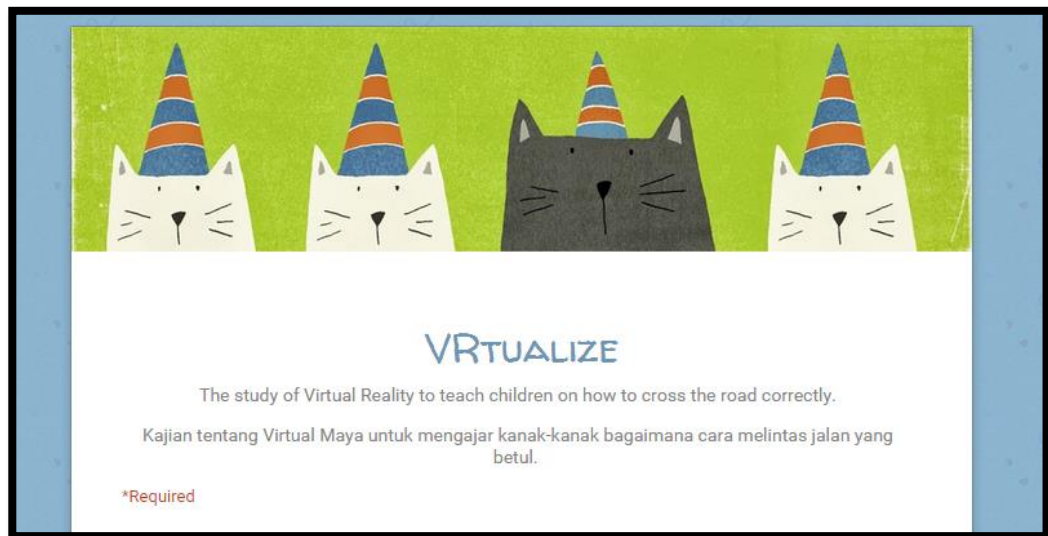 VRTUALIZE
The study of Virtual Reality to teach children on how to cross the road correctly.
Kajian tentang Virtual Maya untuk mengajar kanak-kanak bagaimana cara melintas jalan yang
betul.
*Required